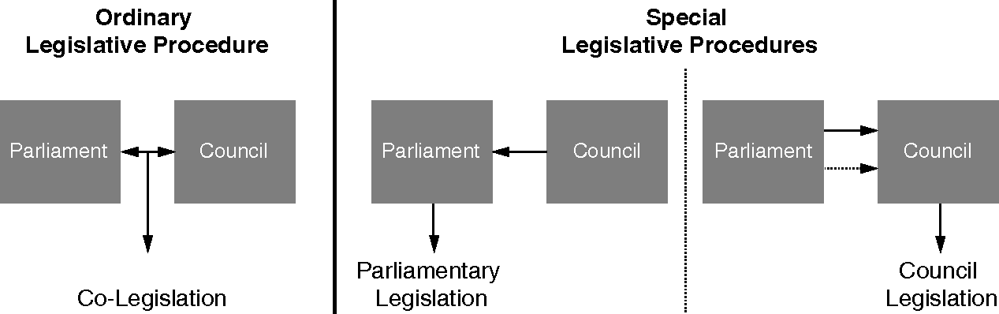 Ordinary
Legislative Procedure
Parliament
Council
Co-Legislation
Special
Legislative Procedures
Parliament
Council
Parliamentary
Legislation
Parliament
Council
Council
Legislation